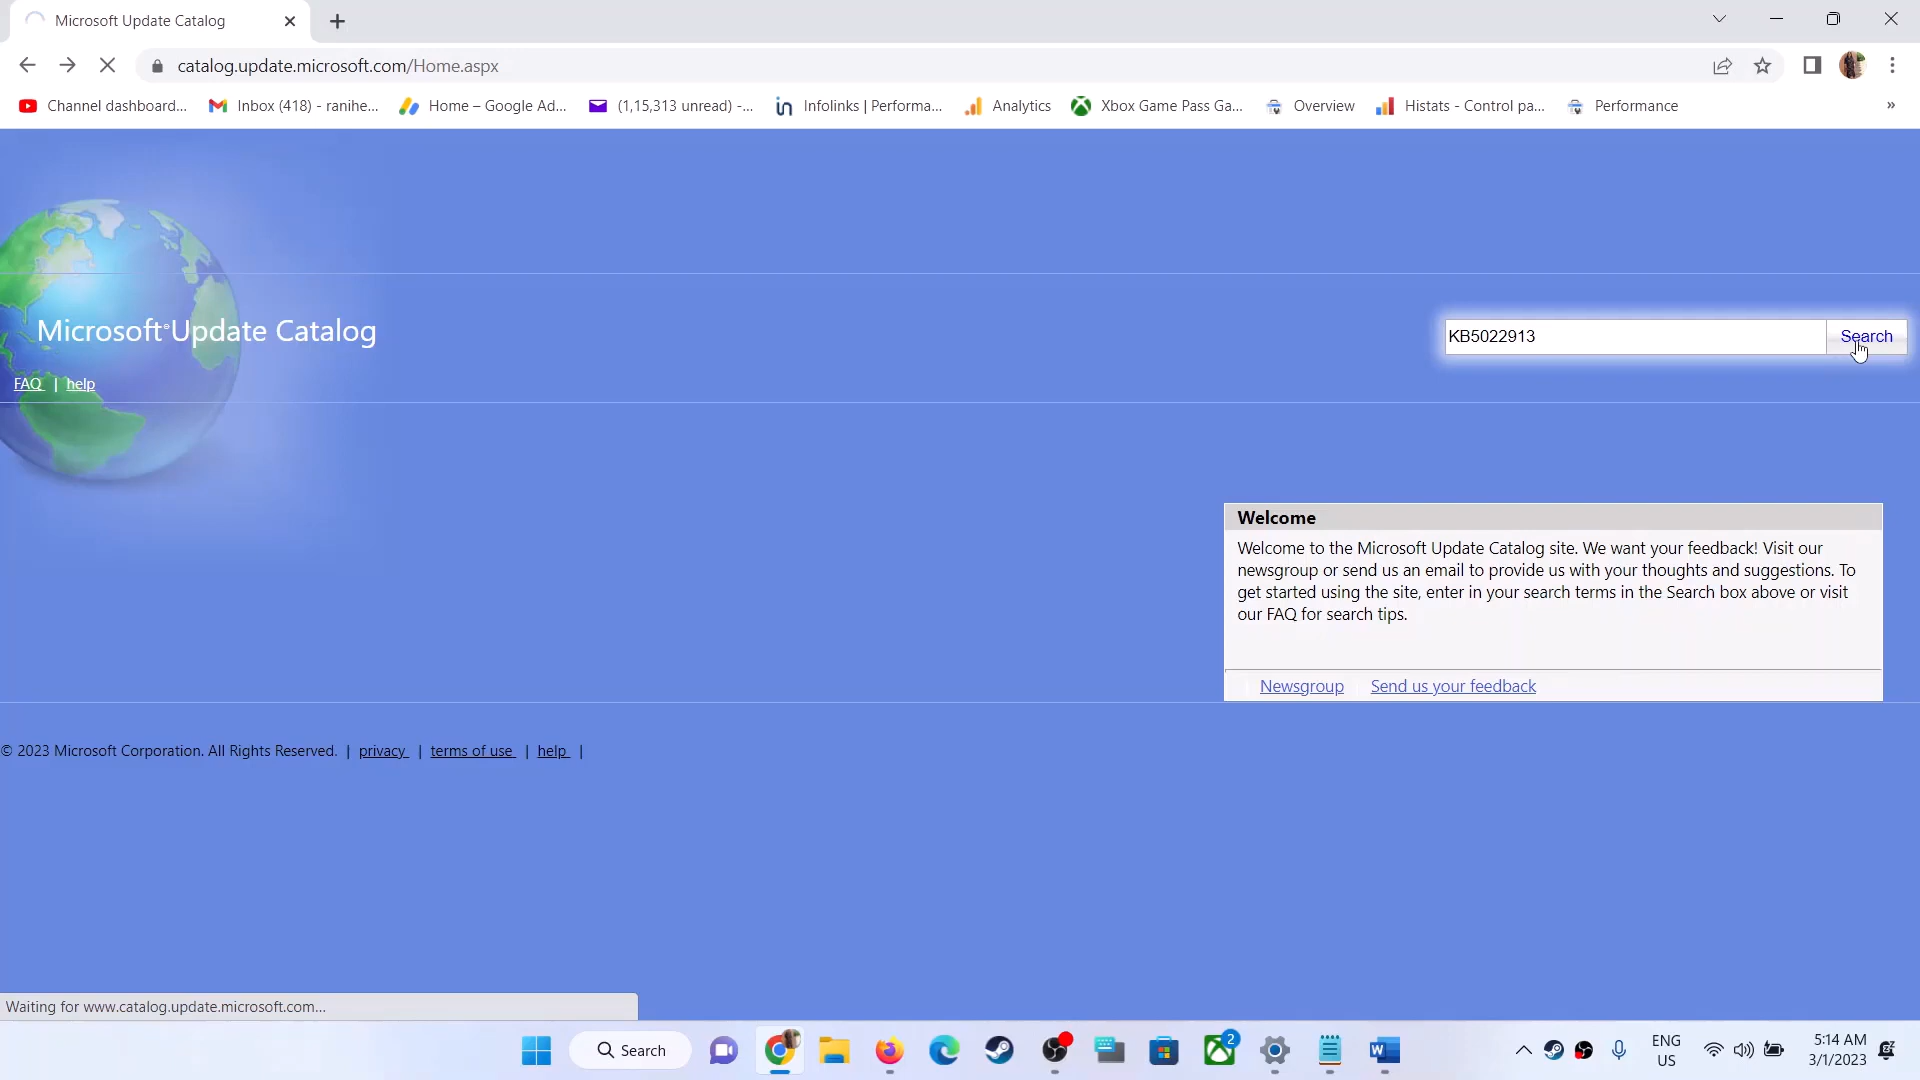 Microsoft Update Catalog
catalog.update.microsoft.com/Home.aspx
Channel dashboard... Inbox (418) - ranihe... Home – Google Ad... (1,15,313 unread) -... Infolinks | Performa... Analytics Xbox Game Pass Ga... Overview Histats - Control pa... Performance »
Microsoft® Update Catalog
KB5022913 Search
FAQ | help
Welcome
Welcome to the Microsoft Update Catalog site. We want your feedback! Visit our
newsgroup or send us an email to provide us with your thoughts and suggestions. To
get started using the site, enter in your search terms in the Search box above or visit
our FAQ for search tips.
Newsgroup Send us your feedback
© 2023 Microsoft Corporation. All Rights Reserved. | privacy | terms of use | help |
Waiting for www.catalog.update.microsoft.com...
Search 2 ENG 5:14 AM
US 3/1/2023